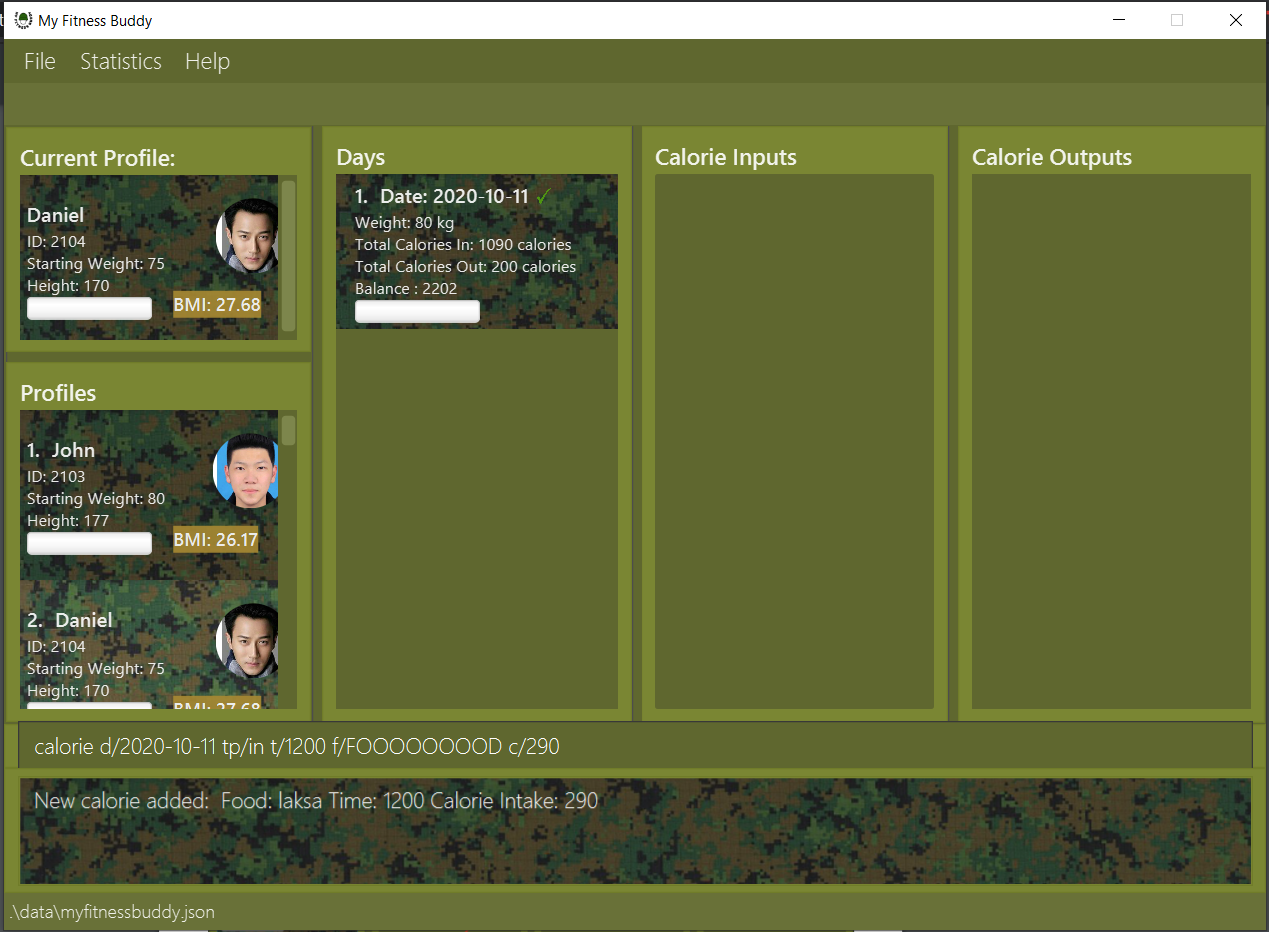 My Fitness Buddy
File Statistics Help
Current Profile:
Daniel
ID: 2104
Starting Weight: 75
Height: 170
BMI: 27.68
Profiles
1. John
ID: 2103
Starting Weight: 80
Height: 177
BMI: 26.17
2. Daniel
ID: 2104
Starting Weight: 75
Height: 170
BMI: 27.68
Days
1. Date: 2020-10-11 ✓
Weight: 80 kg
Total Calories In: 1090 calories
Total Calories Out: 200 calories
Balance : 2202
Calorie Inputs
Calorie Outputs
calorie d/2020-10-11 tp/in t/1200 f/FOOOOOOOOD c/290
New calorie added: Food: laksa Time: 1200 Calorie Intake: 290
.\data\myfitnessbuddy.json